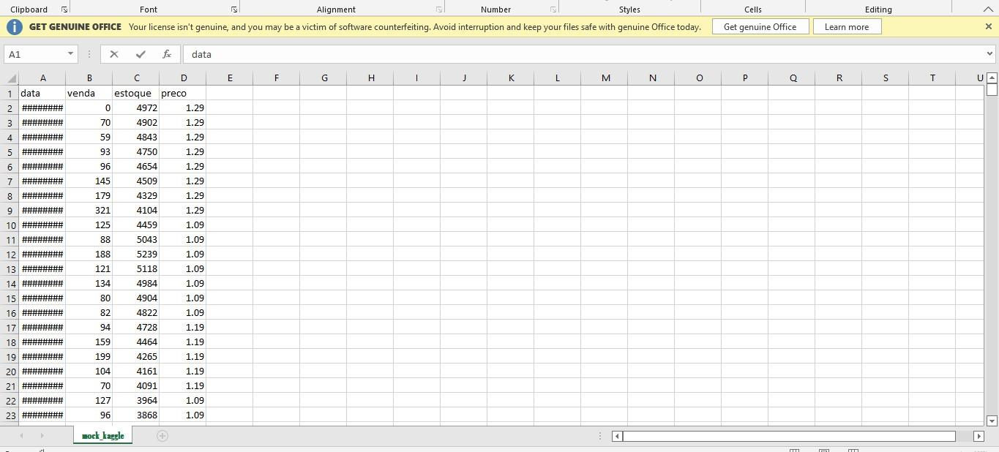 Clipboard Font Alignment Number Styles Cells Editing
GET GENUINE OFFICE Your license isn't genuine, and you may be a victim of software counterfeiting. Avoid interruption and keep your files safe with genuine Office today. Get genuine Office Learn more
A1 fx data
A B C D E F G H I J K L M N O P Q R S T U
1 data venda estoque preco
2 ######## 0 4972 1.29
3 ######## 70 4902 1.29
4 ######## 59 4843 1.29
5 ######## 93 4750 1.29
6 ######## 96 4654 1.29
7 ######## 145 4509 1.29
8 ######## 179 4329 1.29
9 ######## 321 4104 1.29
10 ######## 125 4459 1.09
11 ######## 88 5043 1.09
12 ######## 188 5239 1.09
13 ######## 121 5118 1.09
14 ######## 134 4984 1.09
15 ######## 80 4904 1.09
16 ######## 82 4822 1.09
17 ######## 94 4728 1.19
18 ######## 159 4464 1.19
19 ######## 199 4265 1.19
20 ######## 104 4161 1.19
21 ######## 70 4091 1.19
22 ######## 127 3964 1.09
23 ######## 96 3868 1.09
mock_kaggle